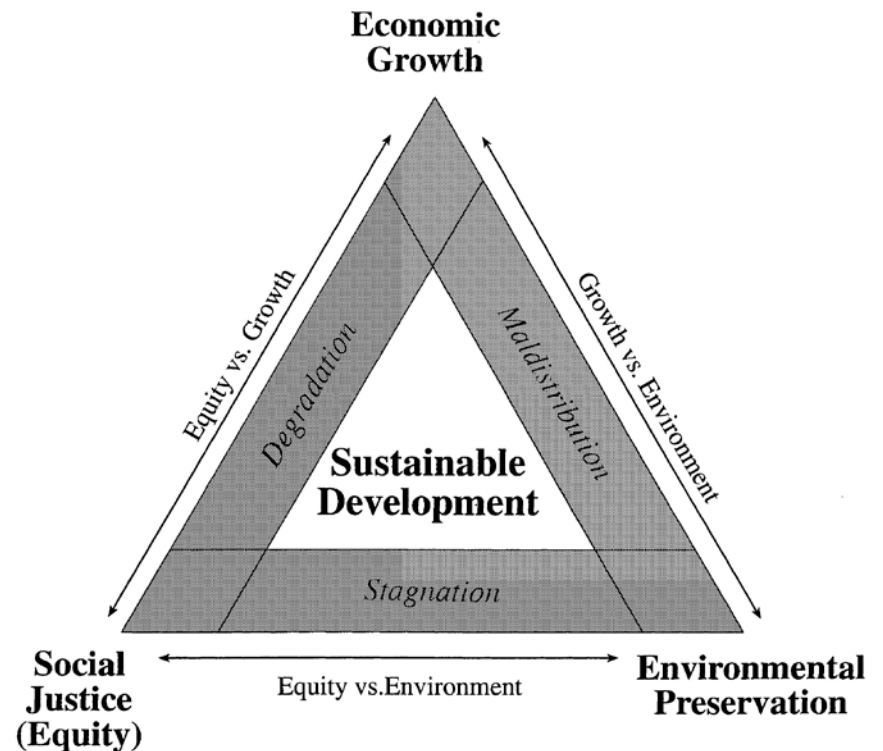 Economic
Growth
Equity vs. Growth
Growth vs. Environment
Degradation
Maldistribution
Sustainable
Development
Stagnation
Social
Justice
(Equity)
Equity vs.Environment
Environmental
Preservation